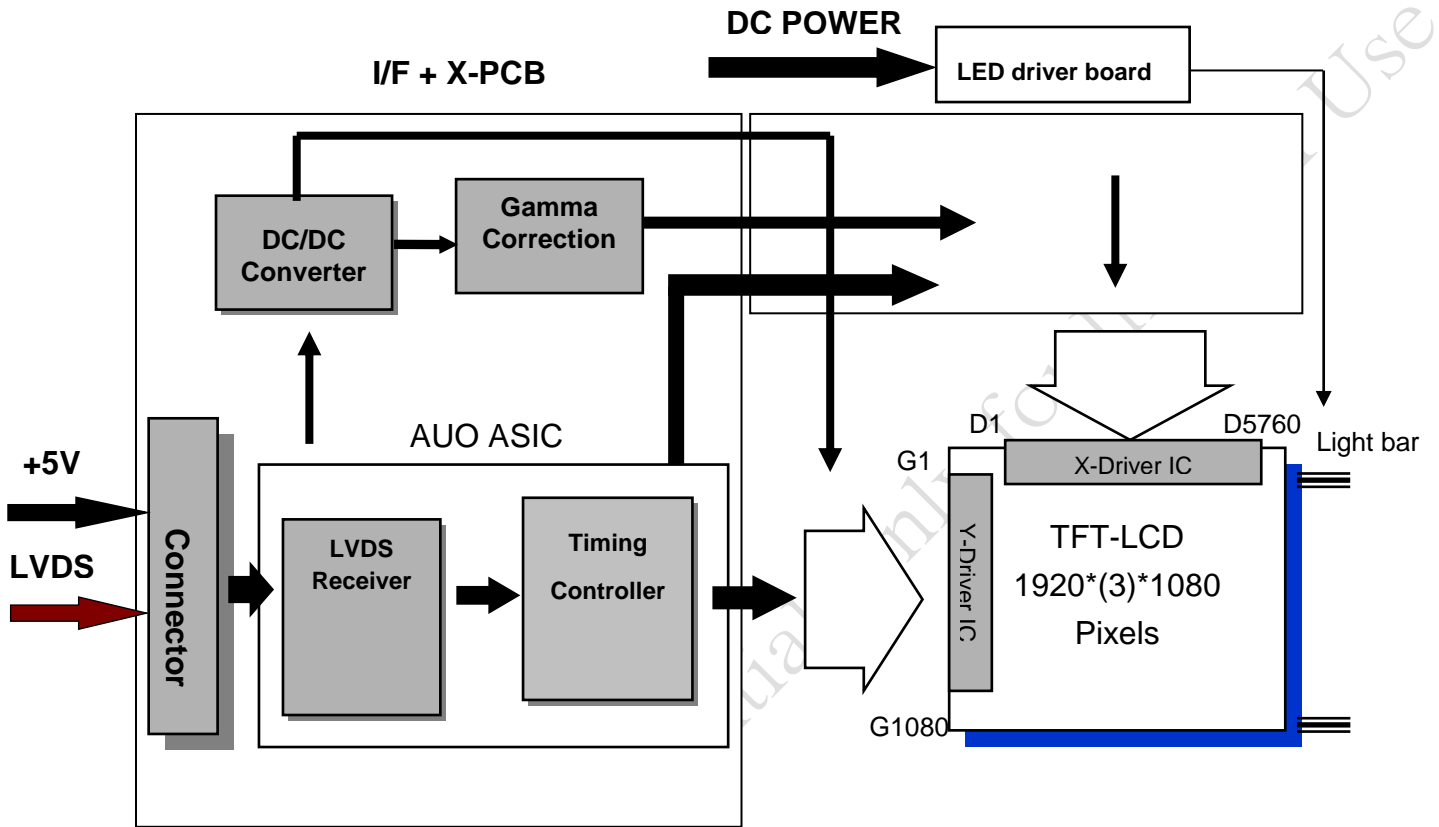 DC POWER
LED driver board
I/F + X-PCB
Use
Gamma
Correction
DC/DC
Converter
AUO ASIC
D1
D5760
Light bar
+5V
G1
X-Driver IC
Connector
LVDS
Receiver
Timing
Controller
Y-Driver IC
TFT-LCD
1920*(3)*1080
Pixels
LVDS
G1080